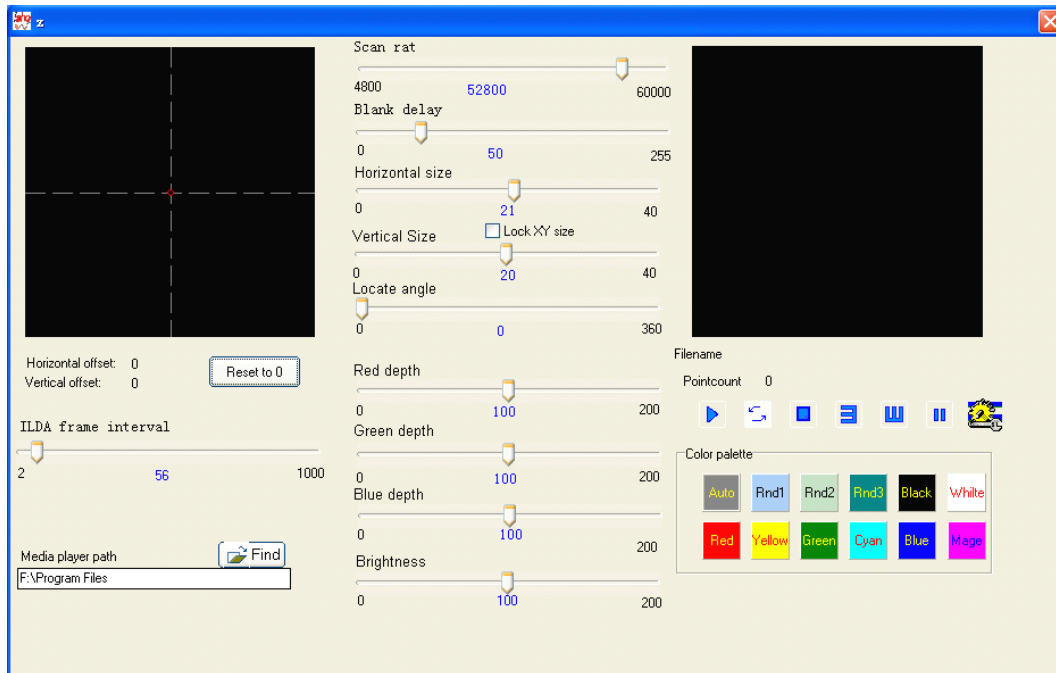 z
Scan rat
4800 52800 60000
Blank delay
0 50 255
Horizontal size
0 21 40
Lock XY size
Vertical Size
0 20 40
Locate angle
0 0 360
Horizontal offset: 0
Vertical offset: 0
Reset to 0
ILDA frame interval
2 56 1000
Media player path
Find
F:\Program Files
Red depth
0 100 200
Green depth
0 100 200
Blue depth
0 100 200
Brightness
0 100 200
Filename
Pointcount 0
Color palette
Auto Rnd1 Rnd2 Rnd3 Black Whilte
Red Yellow Green Cyan Blue Mage